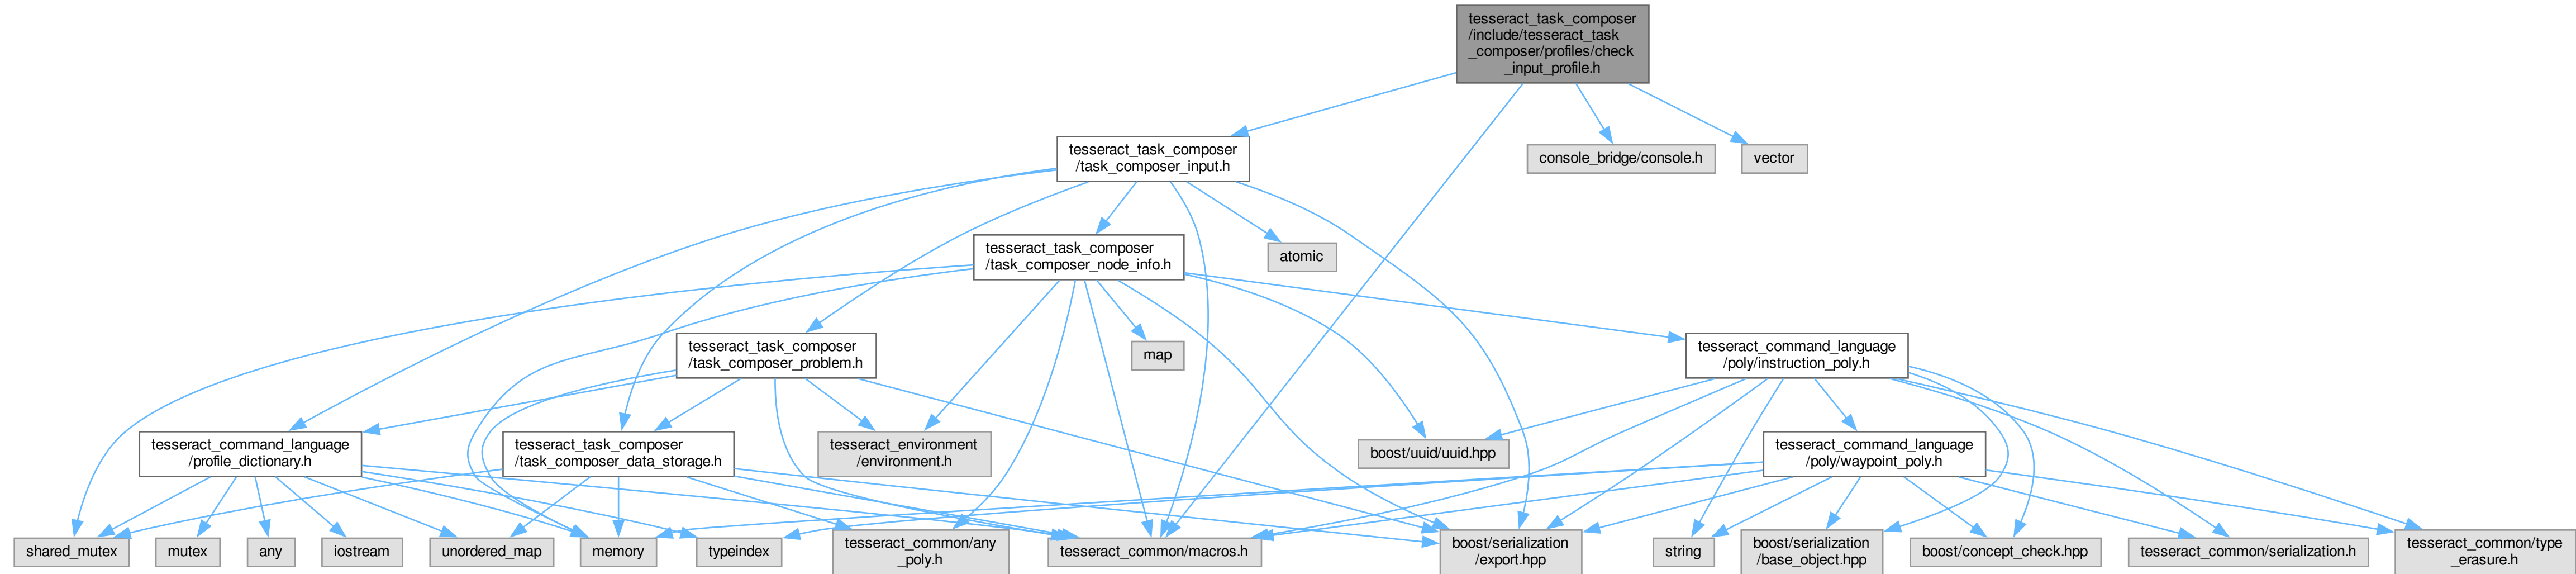 tesseract_task_composer
/include/tesseract_task
_composer/profiles/check
_input_profile.h
tesseract_task_composer
/task_composer_input.h
console_bridge/console.h
vector
tesseract_task_composer
/task_composer_node_info.h
atomic
tesseract_task_composer
/task_composer_problem.h
map
tesseract_command_language
/poly/instruction_poly.h
tesseract_command_language
/profile_dictionary.h
tesseract_task_composer
/task_composer_data_storage.h
tesseract_environment
/environment.h
boost/uuid/uuid.hpp
tesseract_command_language
/poly/waypoint_poly.h
shared_mutex
mutex
any
iostream
unordered_map
memory
typeindex
tesseract_common/any
_poly.h
tesseract_common/macros.h
boost/serialization
/export.hpp
string
boost/serialization
/base_object.hpp
boost/concept_check.hpp
tesseract_common/serialization.h
tesseract_common/type
_erasure.h